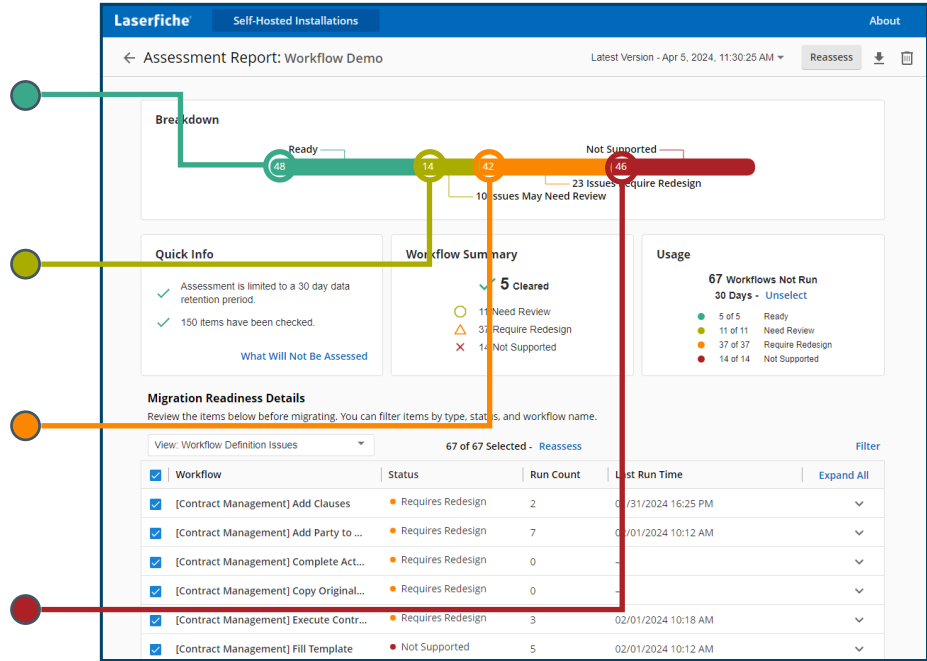 Laserfiche Self-Hosted Installations About
← Assessment Report: Workflow Demo Latest Version - Apr 5, 2024, 11:30:25 AM Reassess
Breakdown
Ready Not Supported
48 14 42 46
23 Issues Require Redesign
10 Issues May Need Review
Quick Info
Assessment is limited to a 30 day data
retention preriod.
150 items have been checked.
What Will Not Be Assessed
Workflow Summary
5 Cleared
11 Need Review
37 Require Redesign
14 Not Supported
Usage
67 Workflows Not Run
30 Days - Unselect
5 of 5 Ready
11 of 11 Need Review
37 of 37 Require Redesign
14 of 14 Not Supported
Migration Readiness Details
Review the items below before migrating. You can filter items by type, status, and workflow name.
View: Workflow Definition Issues 67 of 67 Selected - Reassess Filter
Workflow Status Run Count Last Run Time Expand All
[Contract Management] Add Clauses Requires Redesign 2 /31/2024 16:25 PM
[Contract Management] Add Party to ... Requires Redesign 7 02/01/2024 10:12 AM
[Contract Management] Complete Act... Requires Redesign 0 --
[Contract Management] Copy Original... Requires Redesign 0 --
[Contract Management] Execute Contr... Requires Redesign 3 02/01/2024 10:18 AM
[Contract Management] Fill Template Not Supported 5 02/01/2024 10:12 AM